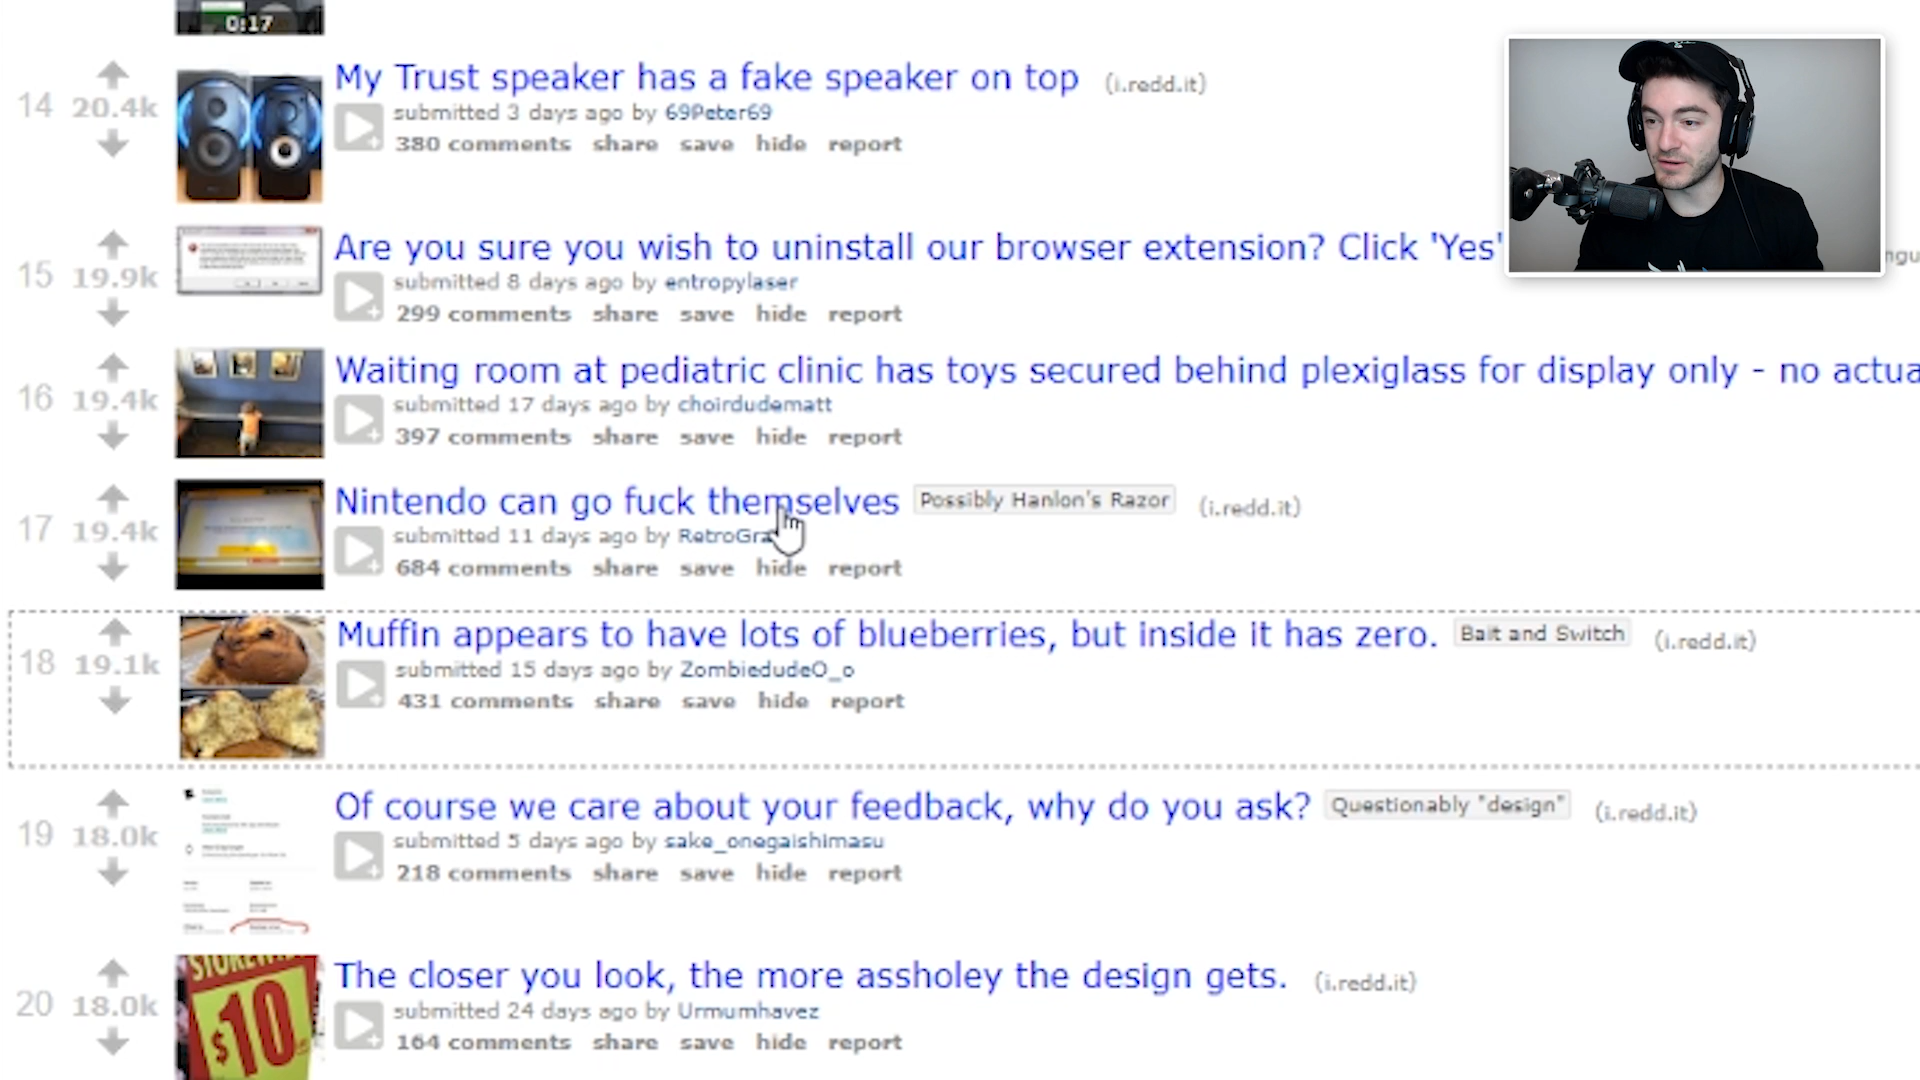 0:17
14 20.4k My Trust speaker has a fake speaker on top (i.redd.it)
submitted 3 days ago by 69Peter69
380 comments share save hide report
15 19.9k Are you sure you wish to uninstall our browser extension? Click 'Yes'
submitted 8 days ago by entropylaser
299 comments share save hide report
16 19.4k Waiting room at pediatric clinic has toys secured behind plexiglass for display only - no
submitted 17 days ago by choirdudematt
397 comments share save hide report
17 19.4k Nintendo can go fuck themselves Possibly Hanlon's Razor (i.redd.it)
submitted 11 days ago by
684 comments share save hide report
18 19.1k Muffin appears to have lots of blueberries, but inside it has zero. Bait and Switch (i.redd.it)
submitted 15 days ago by ZombiedudeO_o
431 comments share save hide report
19 18.0k Of course we care about your feedback, why do you ask? Questionably "design" (i.redd.it)
submitted 5 days ago by sake_onegaishimasu
218 comments share save hide report
20 18.0k The closer you look, the more assholey the design gets. (i.redd.it)
submitted 24 days ago by Urmumhavez
164 comments share save hide report
$10